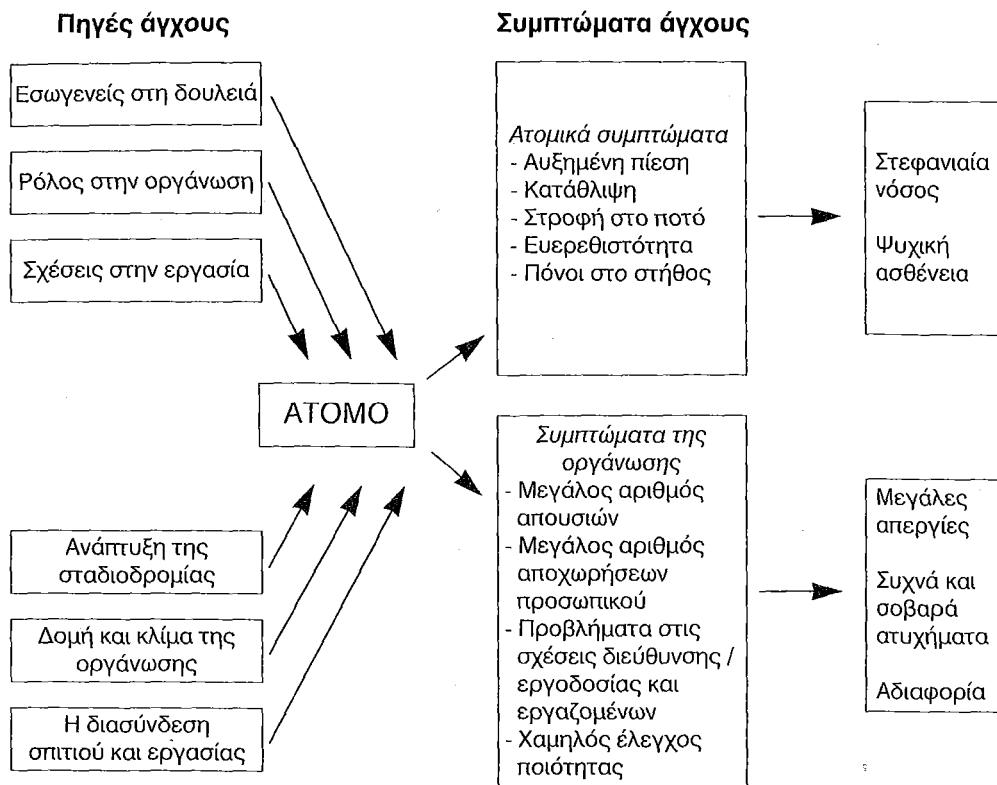 Πηγές άγχους
Εσωγενείς στη δουλειά
Ρόλος στην οργάνωση
Σχέσεις στην εργασία
ΑΤΟΜΟ
Ανάπτυξη της
σταδιοδρομίας
Δομή και κλίμα της
οργάνωσης
Η διασύνδεση
σπιτιού και εργασίας
Συμπτώματα άγχους
Ατομικά συμπτώματα
- Αυξημένη πίεση
- Κατάθλιψη
- Στροφή στο ποτό
- Ευερεθιστότητα
- Πόνοι στο στήθος
Συμπτώματα της
οργάνωσης
- Μεγάλος αριθμός
απουσιών
- Μεγάλος αριθμός
αποχωρήσεων
προσωπικού
- Προβλήματα στις
σχέσεις διεύθυνσης /
εργοδοσίας και
εργαζομένων
- Χαμηλός έλεγχος
ποιότητας
Στεφανιαία
νόσος
Ψυχική
ασθένεια
Μεγάλες
απεργίες
Συχνά και
σοβαρά
ατυχήματα
Αδιαφορία